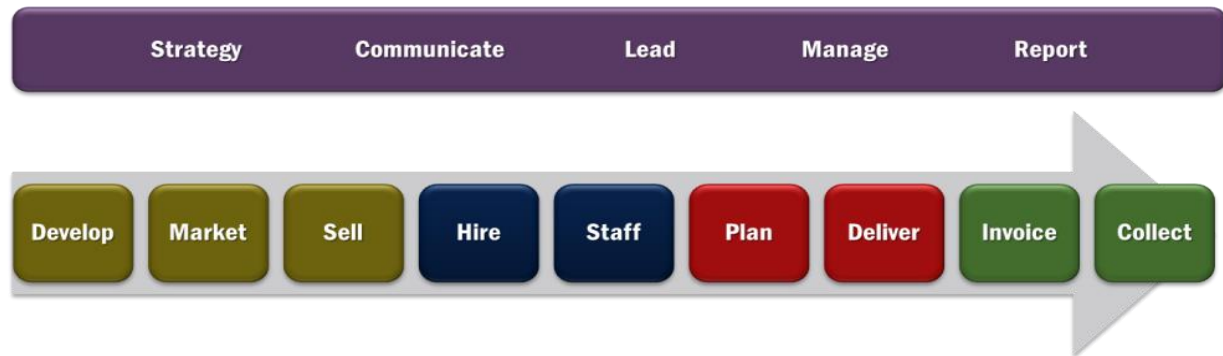 Strategy Communicate Lead Manage Report
Develop Market Sell Hire Staff Plan Deliver Invoice Collect